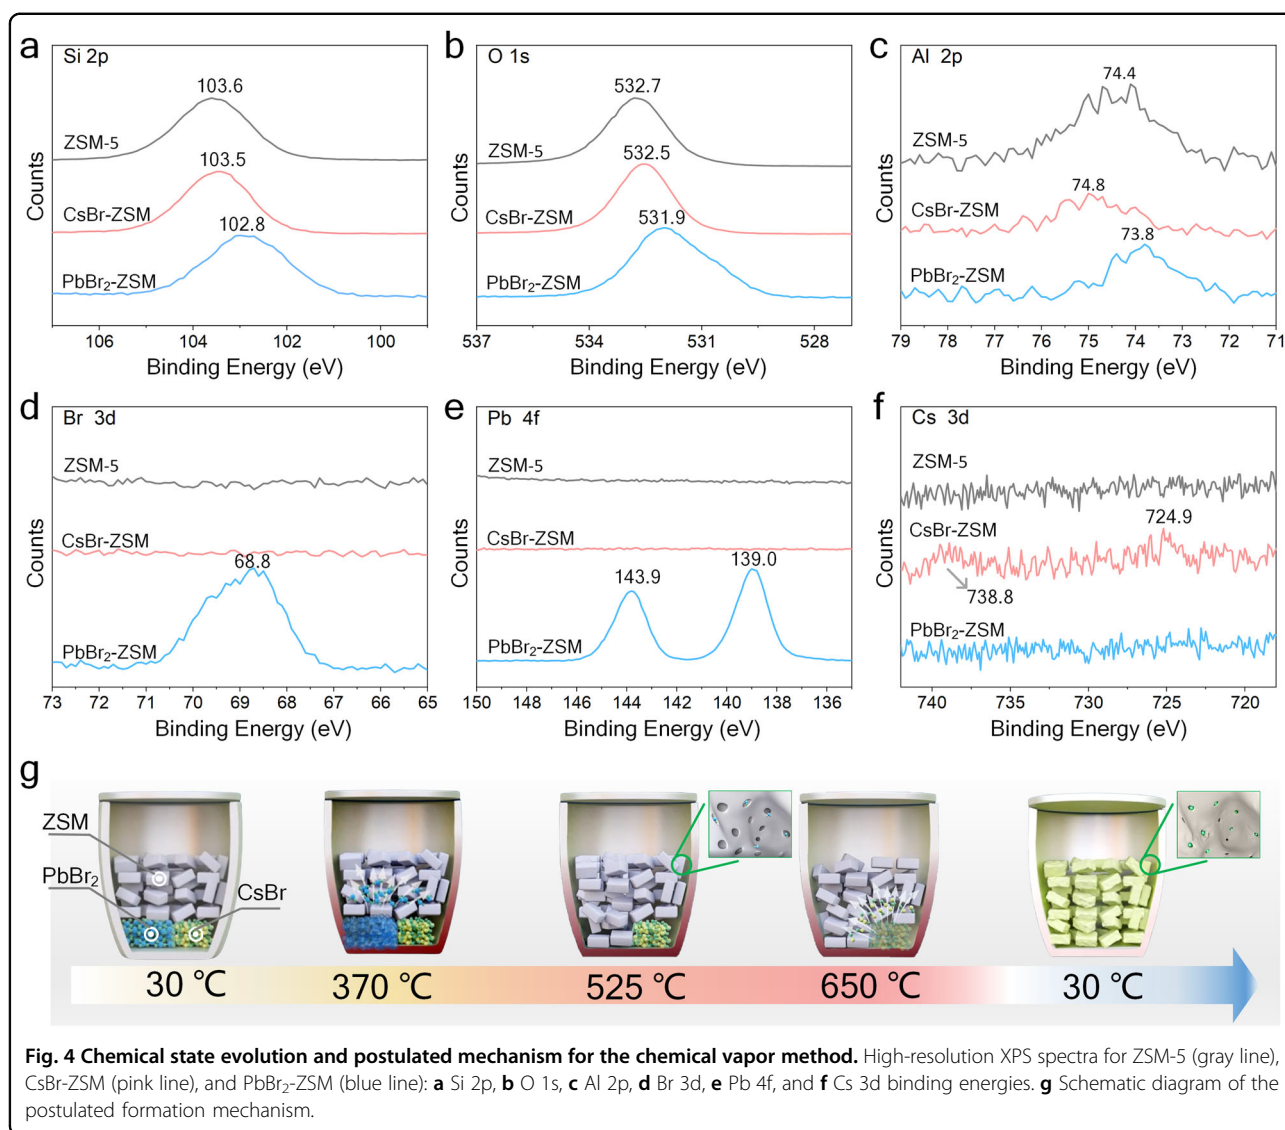 a
Si 2p
103.6
ZSM-5
103.5
CsBr-ZSM
102.8
PbBr₂-ZSM
Counts
106 104 102 100
Binding Energy (eV)
b
O 1s
532.7
ZSM-5
532.5
CsBr-ZSM
531.9
PbBr₂-ZSM
Counts
537 534 531 528
Binding Energy (eV)
c
Al 2p
74.4
ZSM-5
74.8
CsBr-ZSM
73.8
PbBr₂-ZSM
Counts
79 78 77 76 75 74 73 72 71
Binding Energy (eV)
d
Br 3d
ZSM-5
CsBr-ZSM
68.8
PbBr₂-ZSM
Counts
73 72 71 70 69 68 67 66 65
Binding Energy (eV)
e
Pb 4f
ZSM-5
CsBr-ZSM
139.0
143.9
PbBr₂-ZSM
Counts
150 148 146 144 142 140 138 136
Binding Energy (eV)
f
Cs 3d
ZSM-5
CsBr-ZSM
724.9
738.8
PbBr₂-ZSM
Counts
740 735 730 725 720
Binding Energy (eV)
g
ZSM
PbBr₂
CsBr
30 ℃ 370 ℃ 525 ℃ 650 ℃ 30 ℃
Fig. 4 Chemical state evolution and postulated mechanism for the chemical vapor method. High-resolution XPS spectra for ZSM-5 (gray line),
CsBr-ZSM (pink line), and PbBr₂-ZSM (blue line): a Si 2p, b O 1s, c Al 2p, d Br 3d, e Pb 4f, and f Cs 3d binding energies. g Schematic diagram of the
postulated formation mechanism.